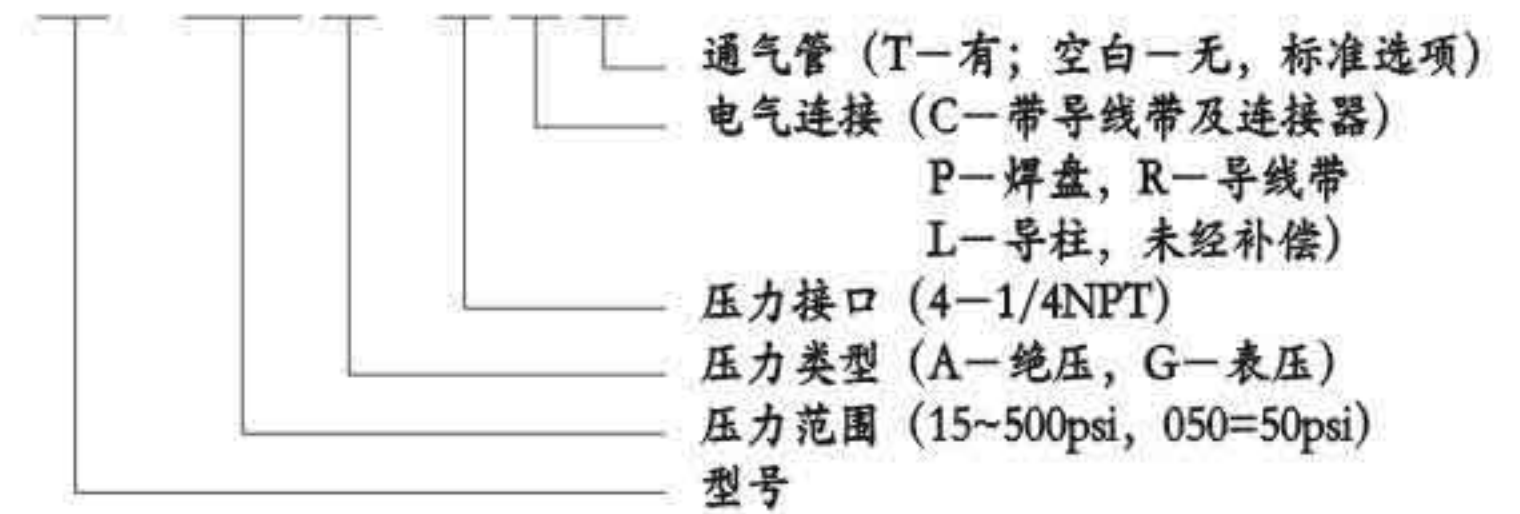 通气管（T—有；空白—无，标准选项）
电气连接（C—带导线带及连接器）
P—焊盘，R—导线带
L—导柱，未经补偿）
压力接口（4—1/4NPT）
压力类型（A—绝压，G—表压）
压力范围（15~500psi，050=50psi）
型号